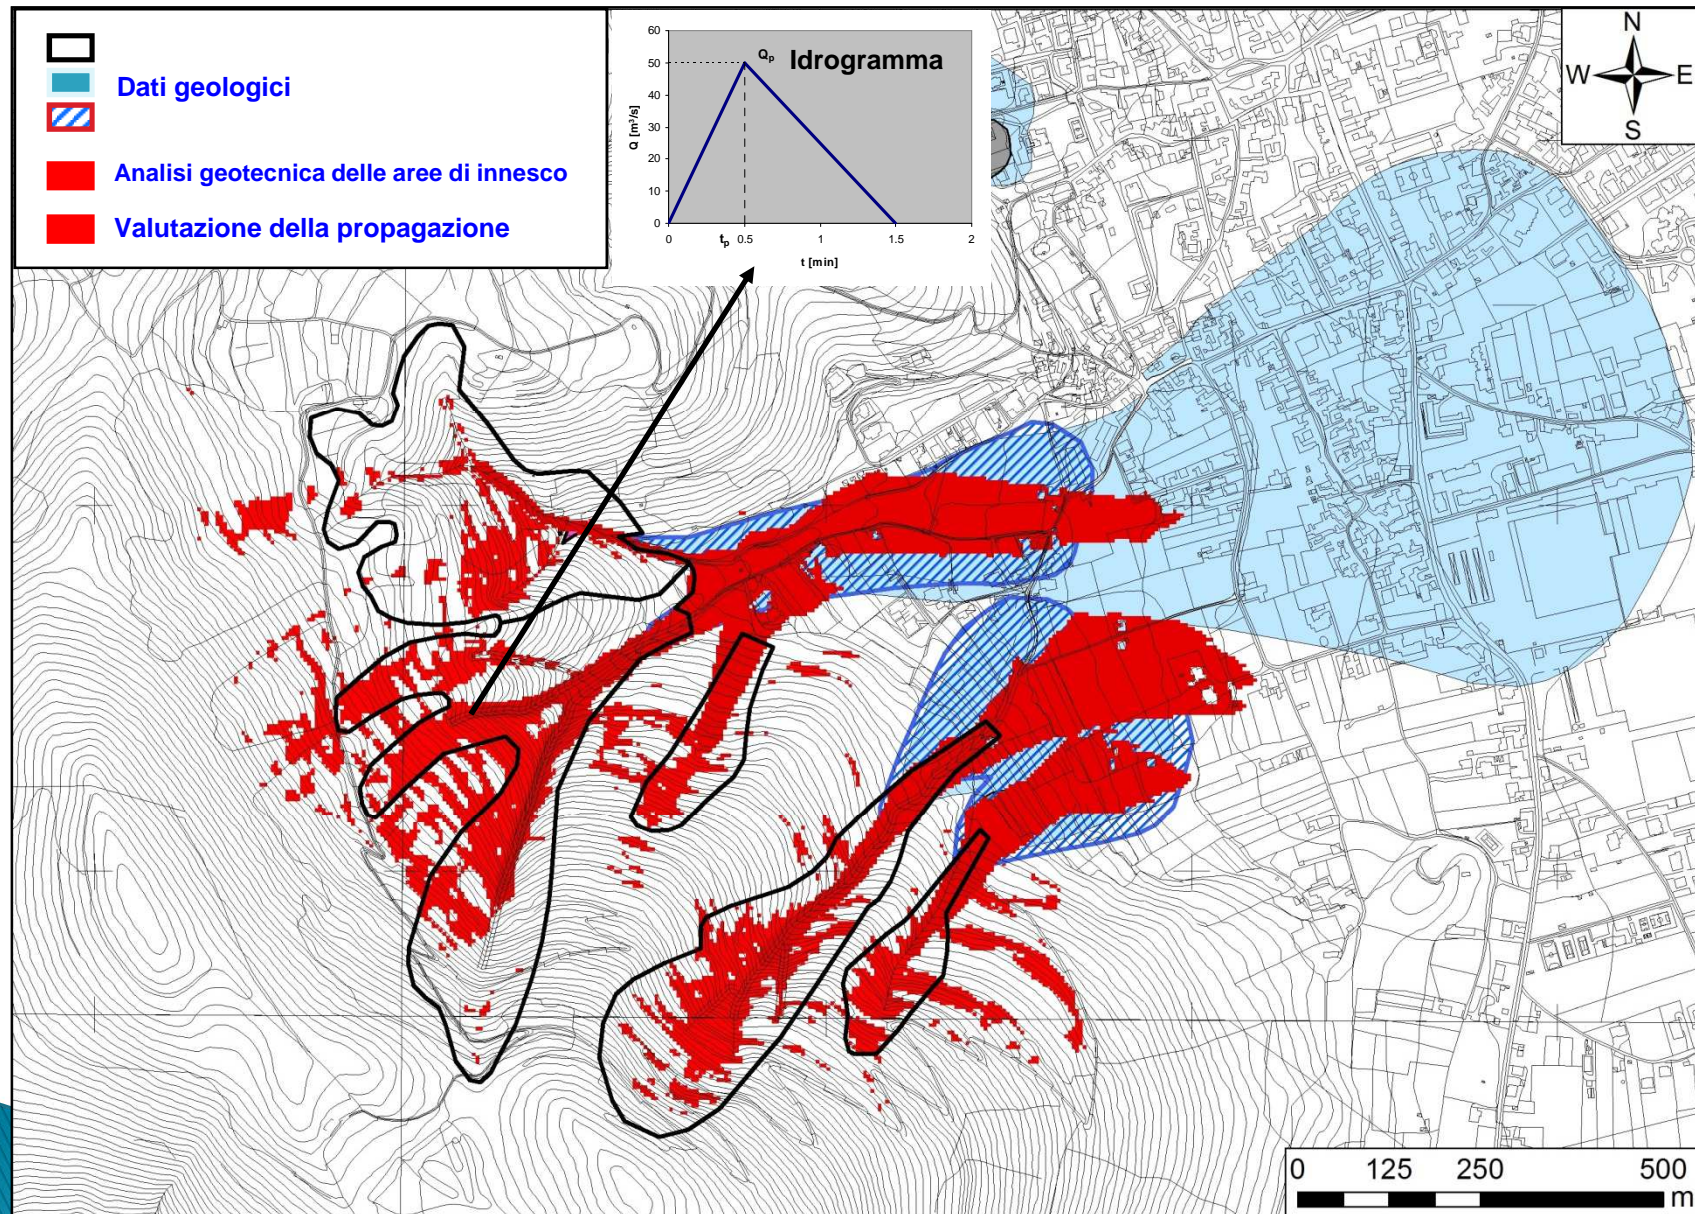 Dati geologici
Analisi geotecnica delle aree di innesco
Valutazione della propagazione
Idrogramma
Qp
Q [m³/s]
60
50
40
30
20
10
0
0
tp
0.5
1
1.5
2
t [min]
N
W
E
S
0
125
250
500
m